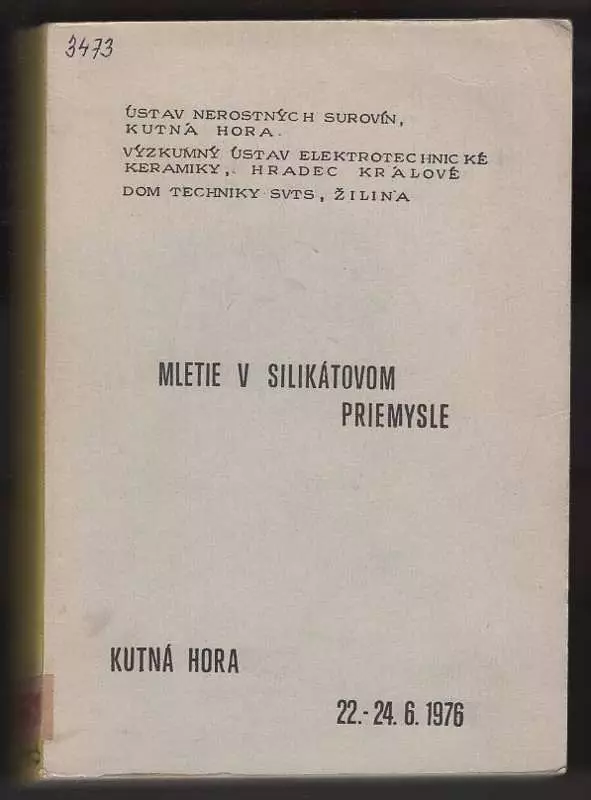 3473
ÚSTAV NEROSTNÝCH SUROVÍN,
KUTNÁ HORA.
VÝZKUMNÝ ÚSTAV ELEKTROTECHNICKÉ
KERAMIKY, HRADEC KRÁLOVÉ
DOM TECHNIKY SVTS, ŽILINA
MLETIE V SILIKÁTOVOM
PRIEMYSLE
KUTNÁ HORA
22.-24. 6. 1976